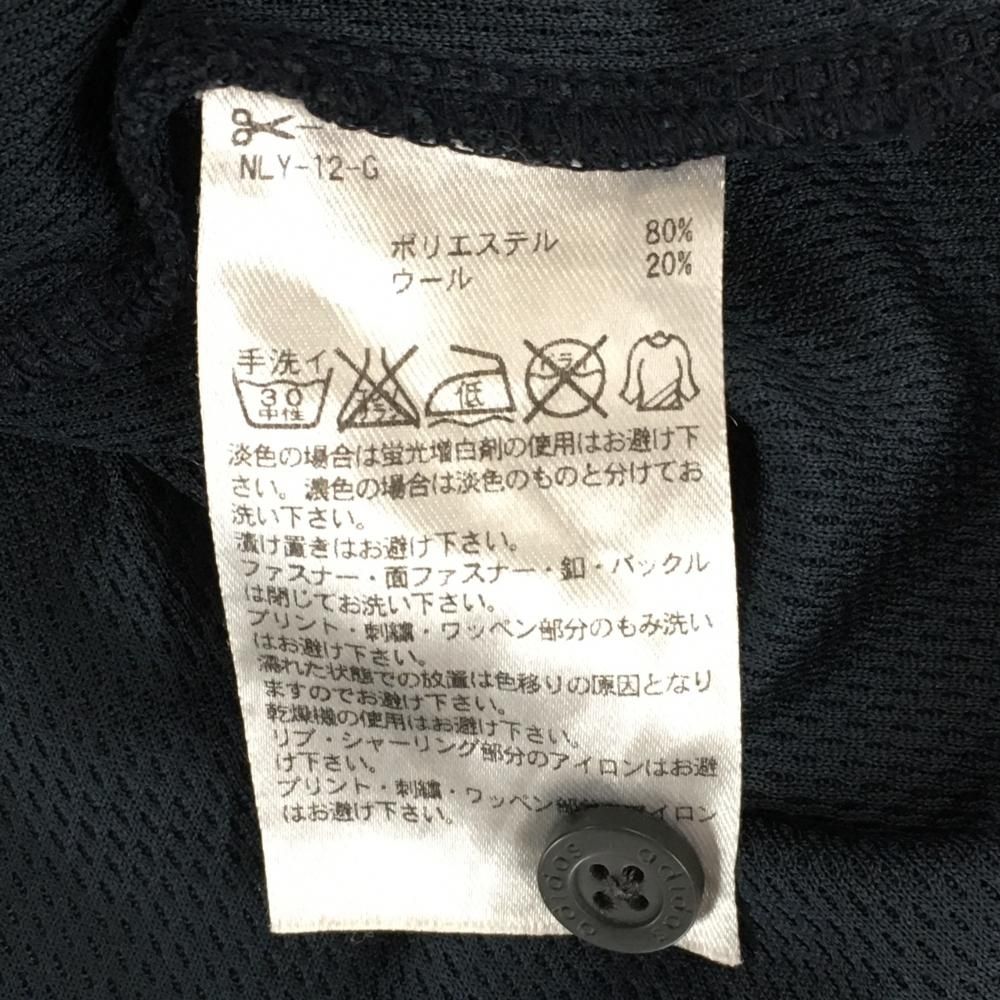 NLY-12-G
ポリエステル 80%
ウール 20%
手洗イ
30
中性
エンソ
サラシ
低
ドライ
淡色の場合は蛍光増白剤の使用はお避け下
さい。濃色の場合は淡色のものと分けてお
洗い下さい。
漬け置きはお避け下さい。
ファスナー・面ファスナー・釦・バックル
は閉じてお洗い下さい。
プリント・刺繍・ワッペン部分のもみ洗い
はお避け下さい。
濡れた状態での放置は色移りの原因となり
ますのでお避け下さい。
乾燥機の使用はお避け下さい。
リブ・シャーリング部分のアイロンはお避
け下さい。
プリント・刺繍・ワッペン部 アイロン
はお避け下さい。
adidas adidas